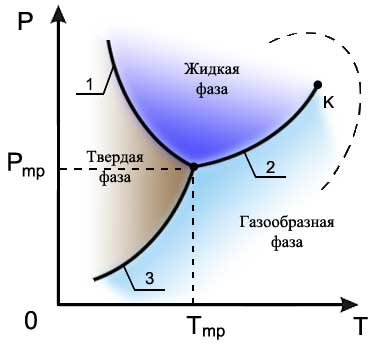 P
1
Жидкая
фаза
K
Pтр
Твердая
фаза
2
Газообразная
фаза
3
0
Tтр
T